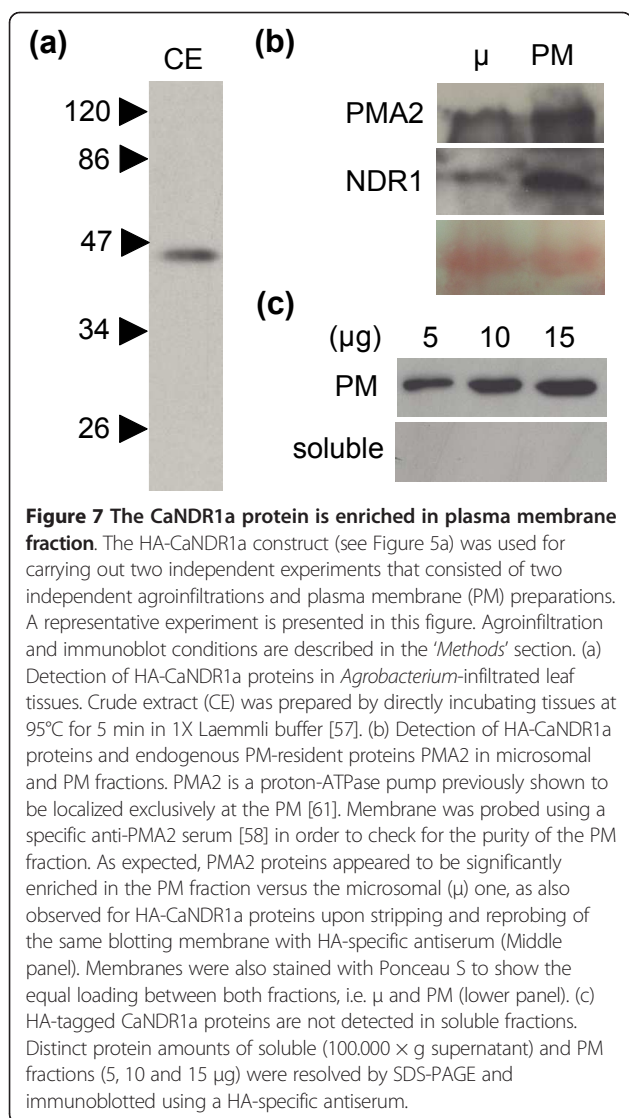 (a)
CE
120
86
47
34
26
(b)
µ PM
PMA2
NDR1
(c)
(µg) 5 10 15
PM
soluble
Figure 7 The CaNDR1a protein is enriched in plasma membrane
fraction. The HA-CaNDR1a construct (see Figure 5a) was used for
carrying out two independent experiments that consisted of two
independent agroinfiltrations and plasma membrane (PM) preparations.
A representative experiment is presented in this figure. Agroinfiltration
and immunoblot conditions are described in the 'Methods' section. (a)
Detection of HA-CaNDR1a proteins in Agrobacterium-infiltrated leaf
tissues. Crude extract (CE) was prepared by directly incubating tissues at
95°C for 5 min in 1X Laemmli buffer [57]. (b) Detection of HA-CaNDR1a
proteins and endogenous PM-resident proteins PMA2 in microsomal
and PM fractions. PMA2 is a proton-ATPase pump previously shown to
be localized exclusively at the PM [61]. Membrane was probed using a
specific anti-PMA2 serum [58] in order to check for the purity of the PM
fraction. As expected, PMA2 proteins appeared to be significantly
enriched in the PM fraction versus the microsomal (µ) one, as also
observed for HA-CaNDR1a proteins upon stripping and reprobing of
the same blotting membrane with HA-specific antiserum (Middle
panel). Membranes were also stained with Ponceau S to show the
equal loading between both fractions, i.e. µ and PM (lower panel). (c)
HA-tagged CaNDR1a proteins are not detected in soluble fractions.
Distinct protein amounts of soluble (100.000 × g supernatant) and PM
fractions (5, 10 and 15 µg) were resolved by SDS-PAGE and
immunoblotted using a HA-specific antiserum.